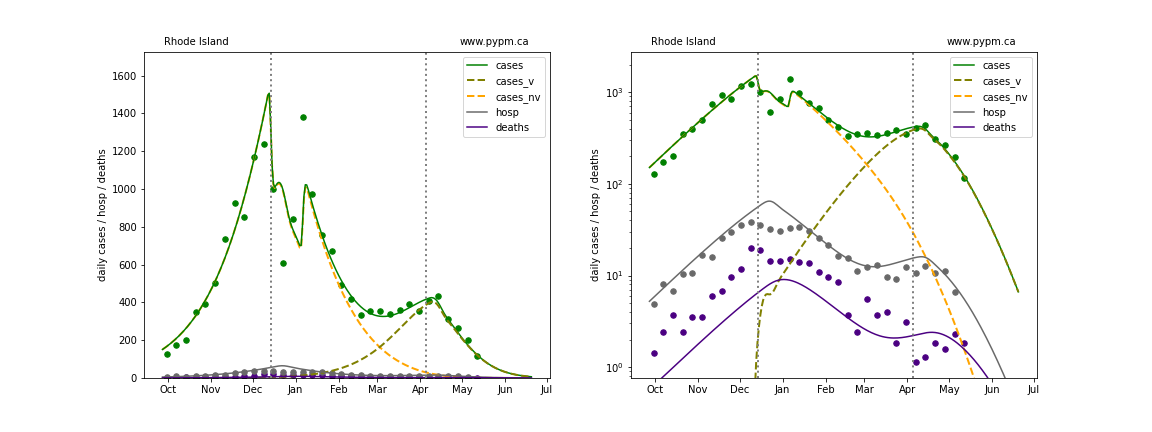 Rhode Island www.pypm.ca
cases
cases_v
cases_nv
hosp
deaths
daily cases / hosp / deaths
1600
1400
1200
1000
800
600
400
200
0
Oct Nov Dec Jan Feb Mar Apr May Jun Jul
Rhode Island www.pypm.ca
cases
cases_v
cases_nv
hosp
deaths
daily cases / hosp / deaths
10³
10²
10¹
10⁰
Oct Nov Dec Jan Feb Mar Apr May Jun Jul